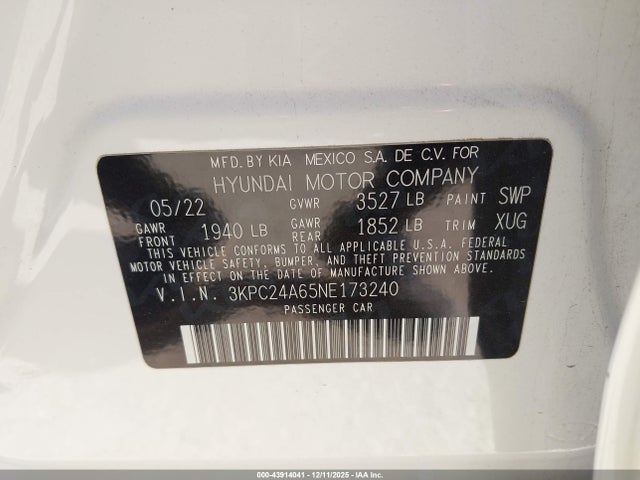 MFD. BY KIA MEXICO S.A. DE C.V. FOR
HYUNDAI MOTOR COMPANY
05/22 GVWR 3527 LB PAINT SWP
GAWR FRONT 1940 LB GAWR REAR 1852 LB TRIM XUG
THIS VEHICLE CONFORMS TO ALL APPLICABLE U.S.A. FEDERAL
MOTOR VEHICLE SAFETY, BUMPER, AND THEFT PREVENTION STANDARDS
IN EFFECT ON THE DATE OF MANUFACTURE SHOWN ABOVE.
V.I.N. 3KPC24A65NE173240
PASSENGER CAR
000-43914041 - 12/11/2025 - IAA Inc.